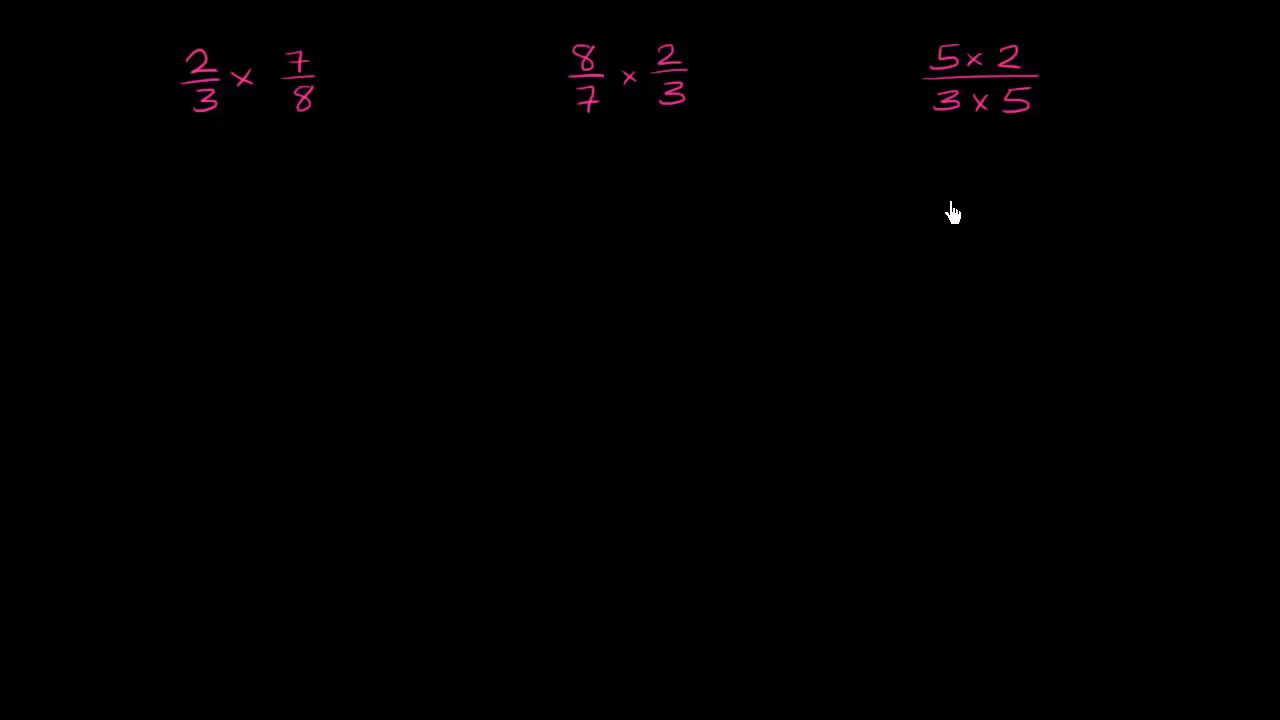 2/3 × 7/8
8/7 × 2/3
5 × 2 / 3 × 5